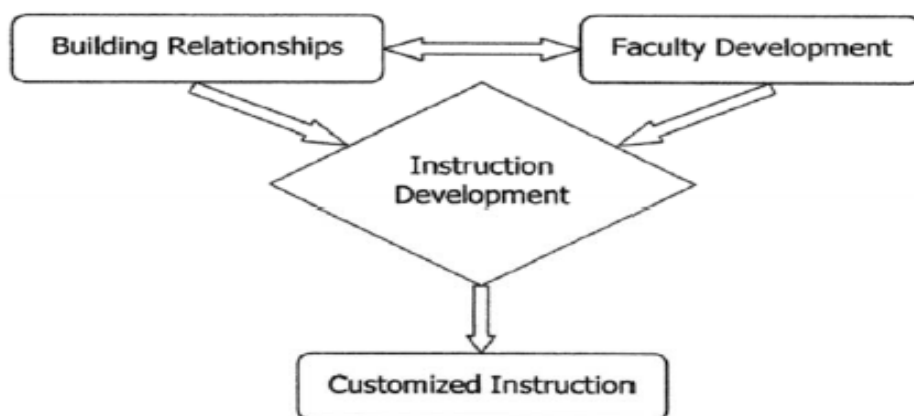 Building Relationships
Faculty Development
Instruction
Development
Customized Instruction